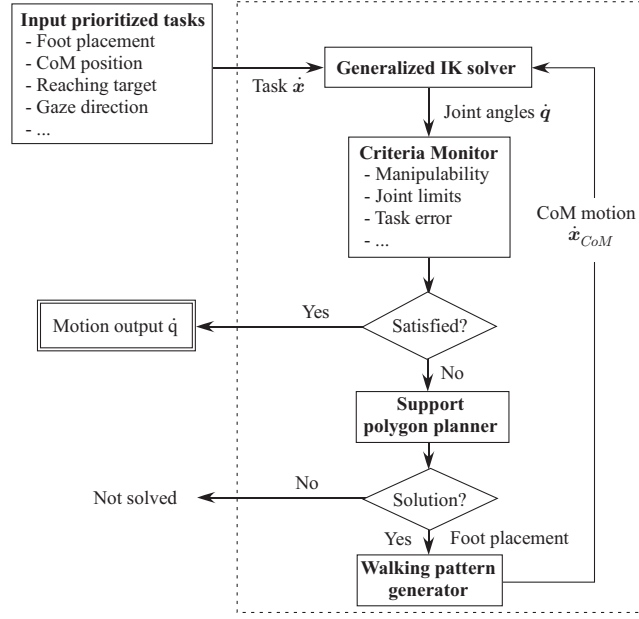 Input prioritized tasks
- Foot placement
- CoM position
- Reaching target
- Gaze direction
- ...
Task ẋ
Generalized IK solver
Joint angles q̇
Criteria Monitor
- Manipulability
- Joint limits
- Task error
- ...
CoM motion
ẋCoM
Yes
Satisfied?
Motion output q̇
No
Support
polygon planner
No
Solution?
Not solved
Yes
Foot placement
Walking pattern
generator